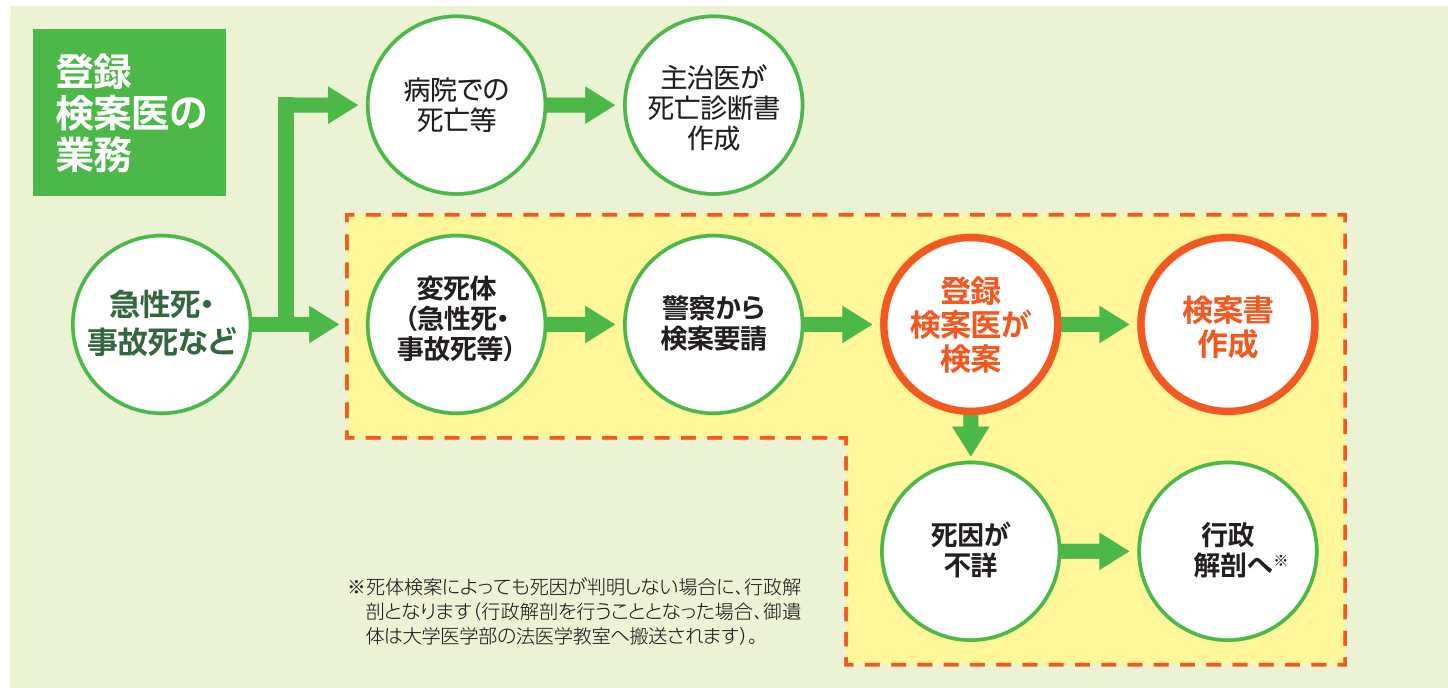 登録
検案医の
業務
病院での
死亡等
主治医が
死亡診断書
作成
急性死・
事故死など
変死体
（急性死・
事故死等）
警察から
検案要請
登録
検案医が
検案
検案書
作成
死因が
不詳
行政
解剖へ※
※死体検案によっても死因が判明しない場合に、行政解
剖となります（行政解剖を行うこととなった場合、御遺
体は大学医学部の法医学教室へ搬送されます）。